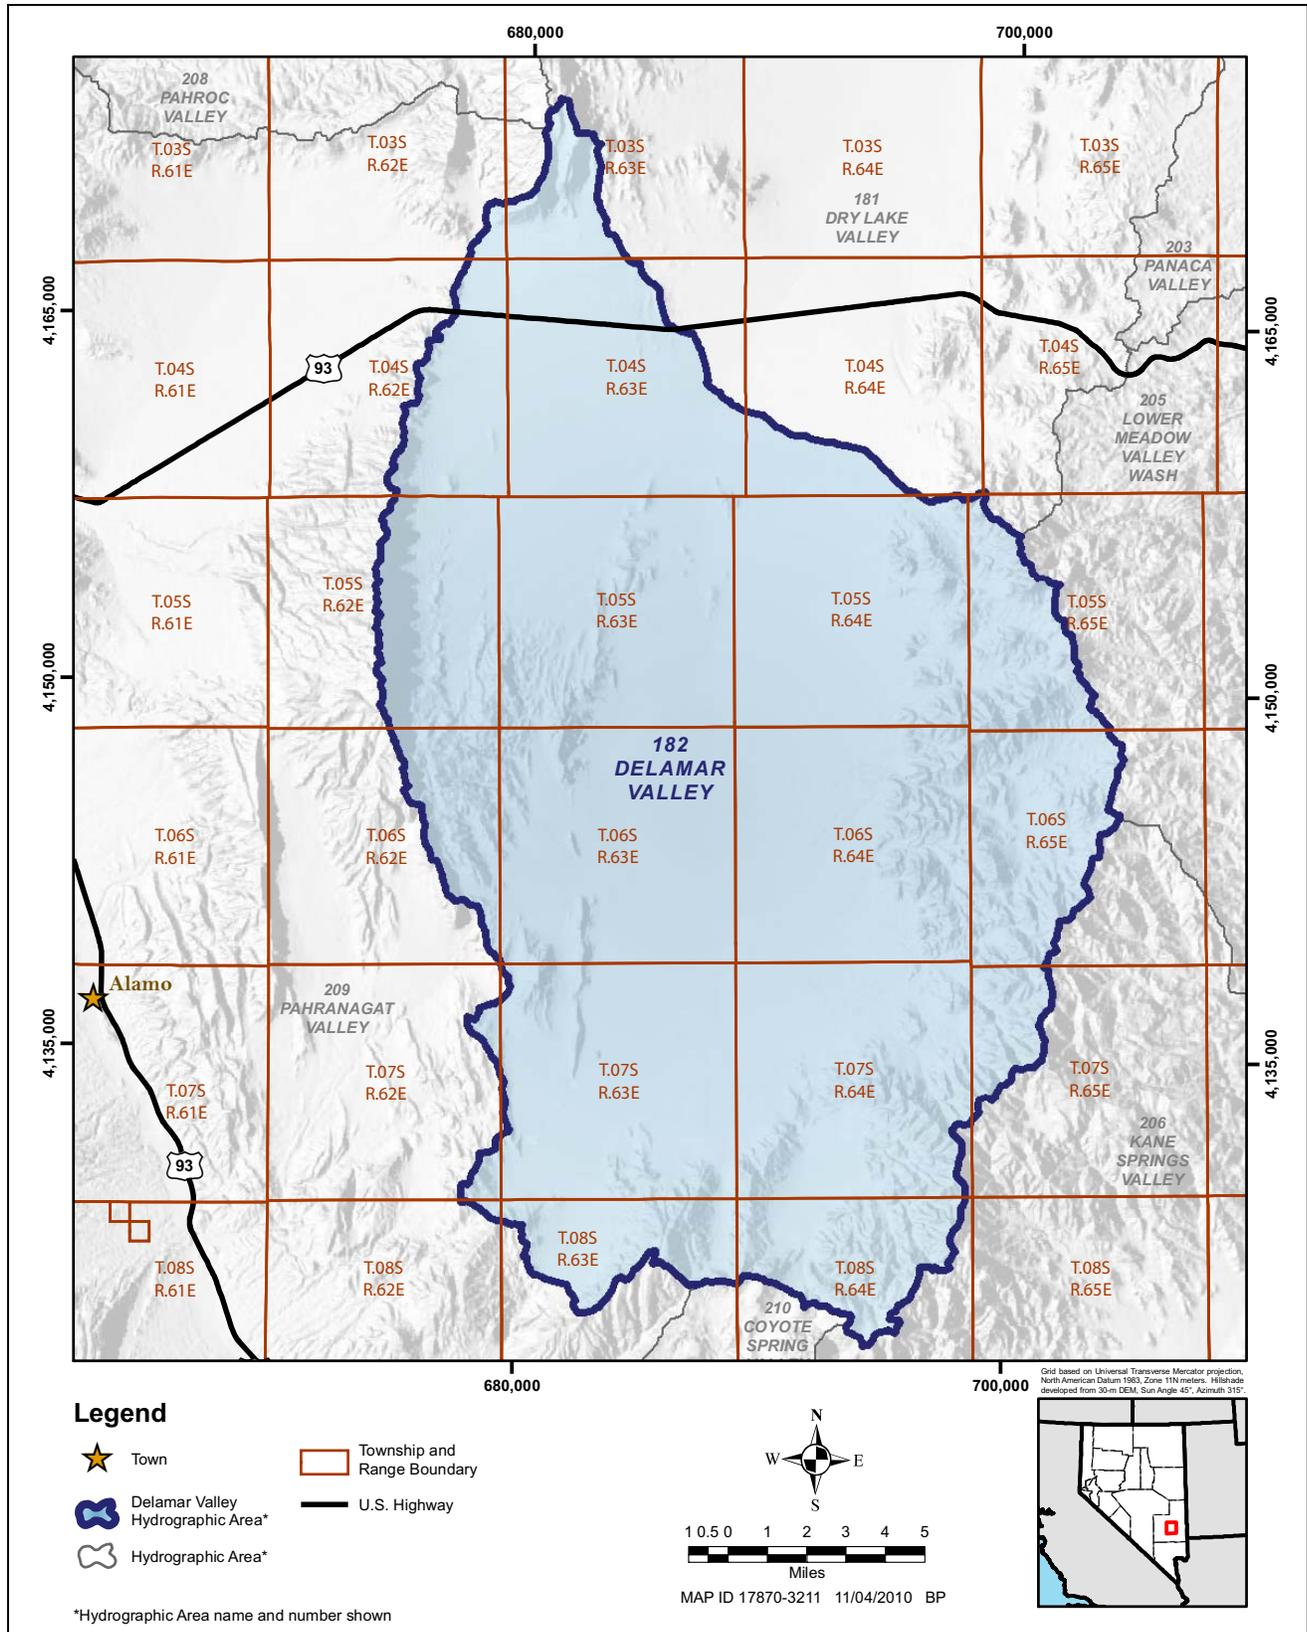 680,000
700,000
208
PAHROC
VALLEY
T.03S
R.61E
T.03S
R.62E
T.03S
R.63E
T.03S
R.64E
T.03S
R.65E
181
DRY LAKE
VALLEY
203
PANACA
VALLEY
4,165,000
4,165,000
93
T.04S
R.61E
T.04S
R.62E
T.04S
R.63E
T.04S
R.64E
T.04S
R.65E
205
LOWER
MEADOW
VALLEY
WASH
T.05S
R.61E
T.05S
R.62E
T.05S
R.63E
T.05S
R.64E
T.05S
R.65E
4,150,000
4,150,000
182
DELAMAR
VALLEY
T.06S
R.61E
T.06S
R.62E
T.06S
R.63E
T.06S
R.64E
T.06S
R.65E
Alamo
209
PAHRANAGAT
VALLEY
4,135,000
4,135,000
T.07S
R.61E
T.07S
R.62E
T.07S
R.63E
T.07S
R.64E
T.07S
R.65E
93
206
KANE
SPRINGS
VALLEY
T.08S
R.61E
T.08S
R.62E
T.08S
R.63E
T.08S
R.64E
T.08S
R.65E
210
COYOTE
SPRING
680,000
700,000
Grid based on Universal Transverse Mercator projection,
North American Datum 1983, Zone 11N meters. Hillshade
developed from 30-m DEM, Sun Angle 45°, Azimuth 315°.
Legend
Town
Delamar Valley
Hydrographic Area*
Hydrographic Area*
Township and
Range Boundary
U.S. Highway
N
W E
S
1 0.5 0 1 2 3 4 5
Miles
MAP ID 17870-3211 11/04/2010 BP
*Hydrographic Area name and number shown